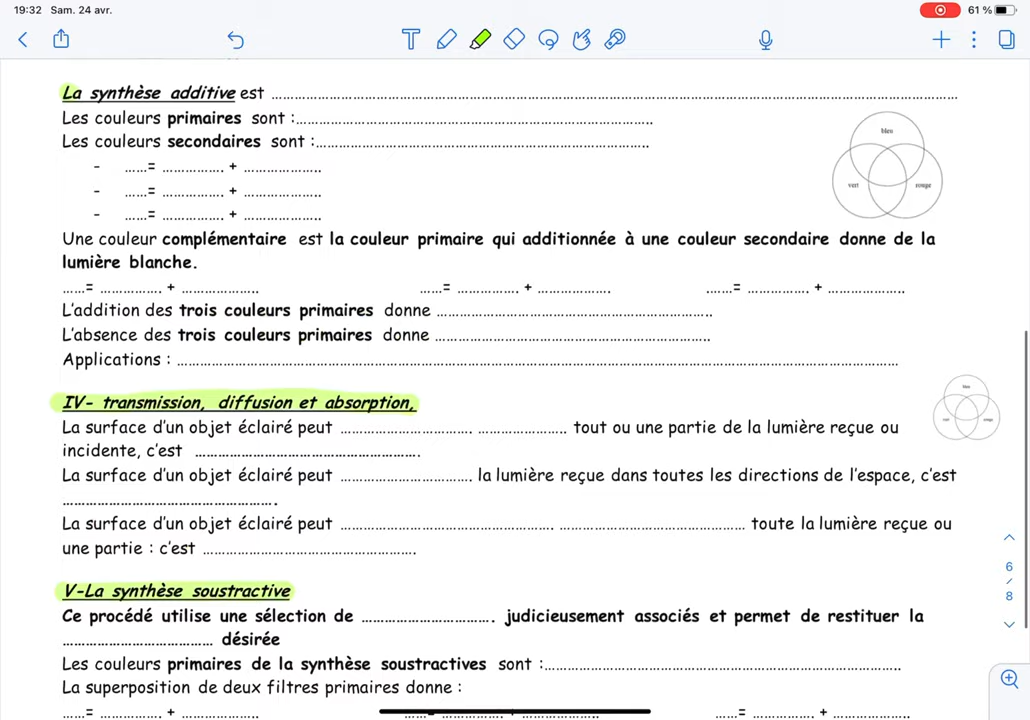 19:32 Sam. 24 avr.
61 %
La synthèse additive est ……………………………………………………………………………………………………………………………………
Les couleurs primaires sont :……………………………………………………………………
Les couleurs secondaires sont :………………………………………………………………
bleu
vert
rouge
- ……= ……………. + ………………..
- ……= ……………. + ………………..
- ……= ……………. + ………………..
Une couleur complémentaire est la couleur primaire qui additionnée à une couleur secondaire donne de la
lumière blanche.
……= ……………. + ……………….. ……= ……………. + ……………….. ……= ……………. + ………………..
L'addition des trois couleurs primaires donne ……………………………………………………..
L'absence des trois couleurs primaires donne ……………………………………………………..
Applications : ……………………………………………………………………………………………………………………………
IV- transmission, diffusion et absorption,
bleu
vert
rouge
La surface d'un objet éclairé peut ………………………. ……………….. tout ou une partie de la lumière reçue ou
incidente, c'est …………………………………………….
La surface d'un objet éclairé peut ………………………. la lumière reçue dans toutes les directions de l'espace, c'est
…………………………………………….
La surface d'un objet éclairé peut ………………………………………. ………………………………….. toute la lumière reçue ou
une partie : c'est …………………………………………….
6
/
8
V-La synthèse soustractive
Ce procédé utilise une sélection de ……………………………. judicieusement associés et permet de restituer la
…………………………… désirée
Les couleurs primaires de la synthèse soustractives sont :……………………………………………………………………..
La superposition de deux filtres primaires donne :
……= ……………. + ……………….. ……= ……………. + ……………….. ……= ……………. + ………………..